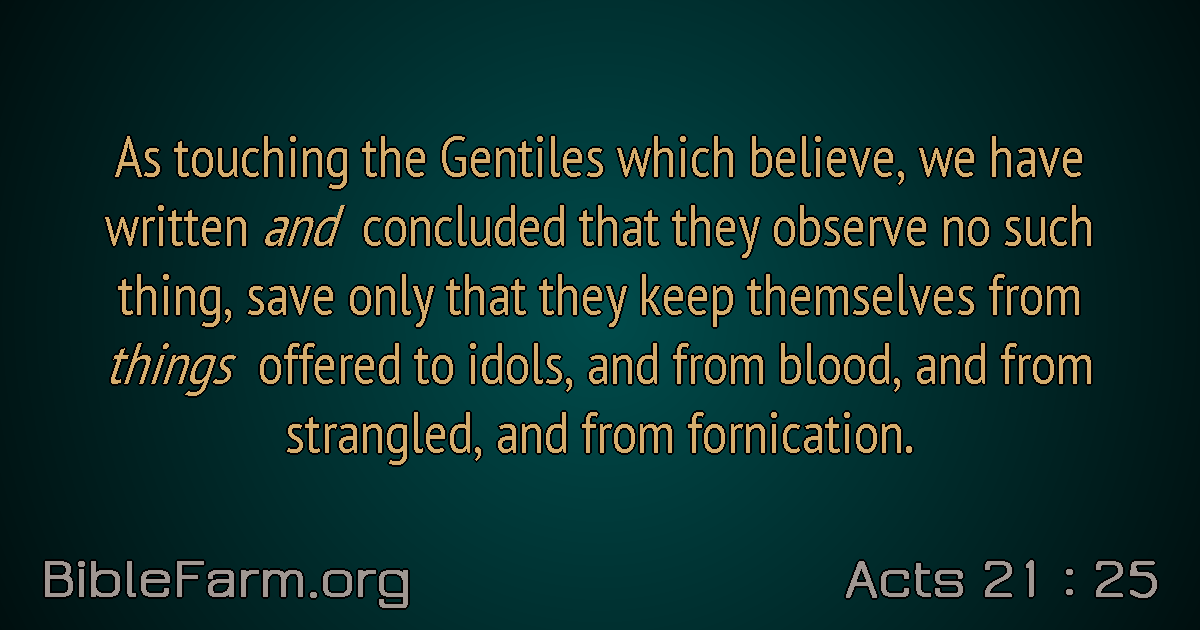 As touching the Gentiles which believe, we have
written and concluded that they observe no such
thing, save only that they keep themselves from
things offered to idols, and from blood, and from
strangled, and from fornication.
BibleFarm.org
Acts 21 : 25